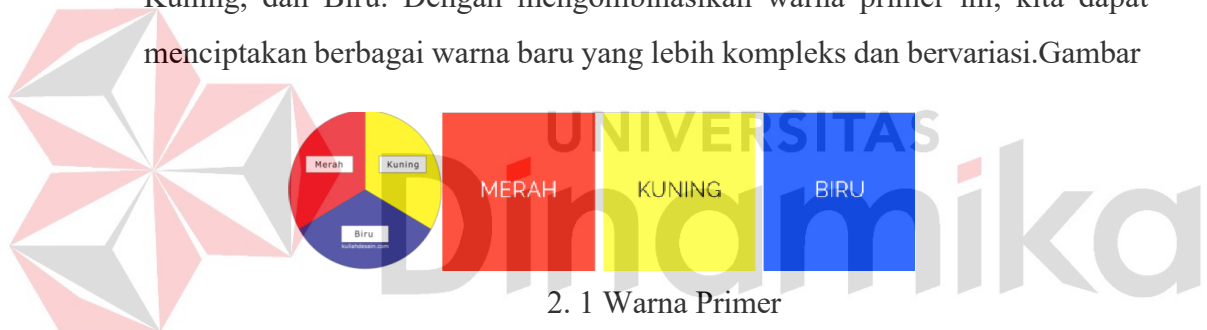 Kuning, dan Biru. Dengan mengombinasikan warna primer ini, kita dapat
menciptakan berbagai warna baru yang lebih kompleks dan bervariasi.Gambar
UNIVERSITAS
Dinamika
Merah
Kuning
Biru
kuliahdesain.com
MERAH
KUNING
BIRU
2. 1 Warna Primer